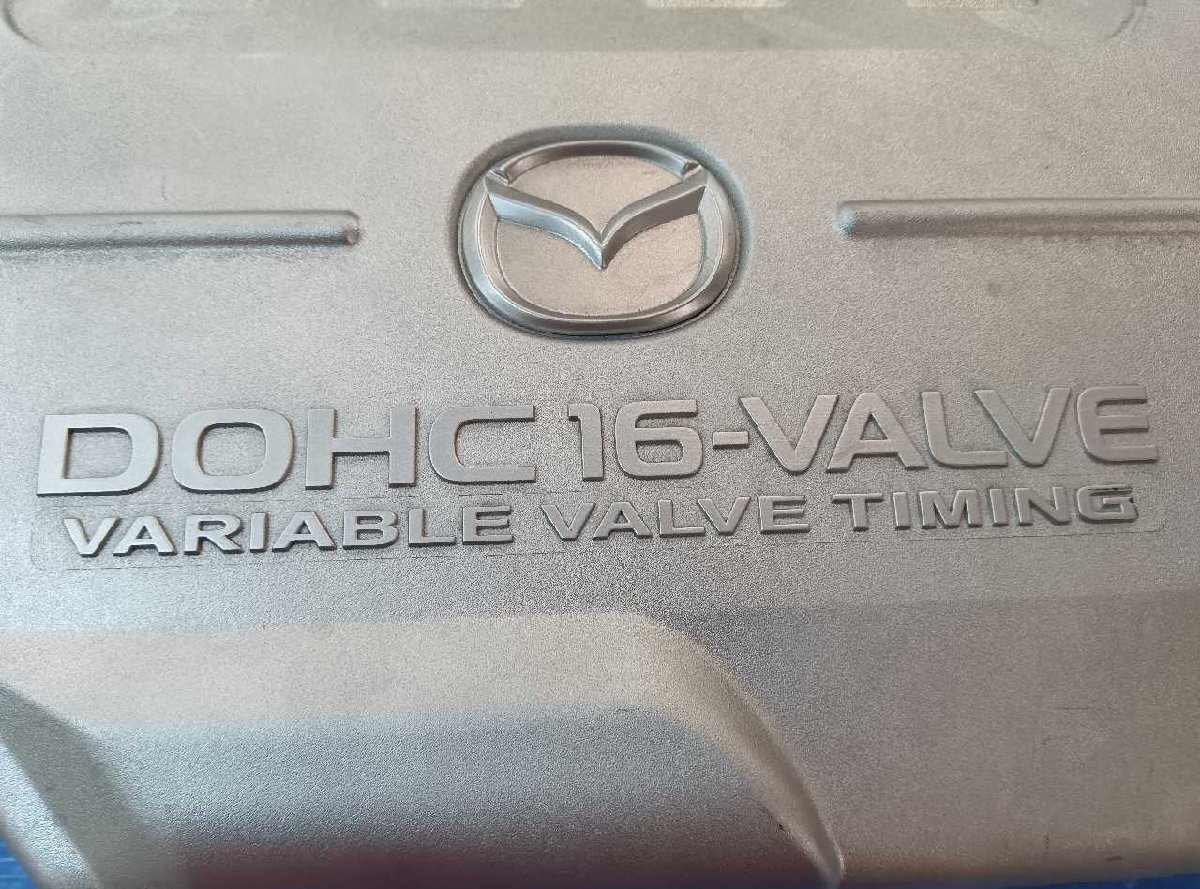 DOHC 16-VALVE
VARIABLE VALVE TIMING